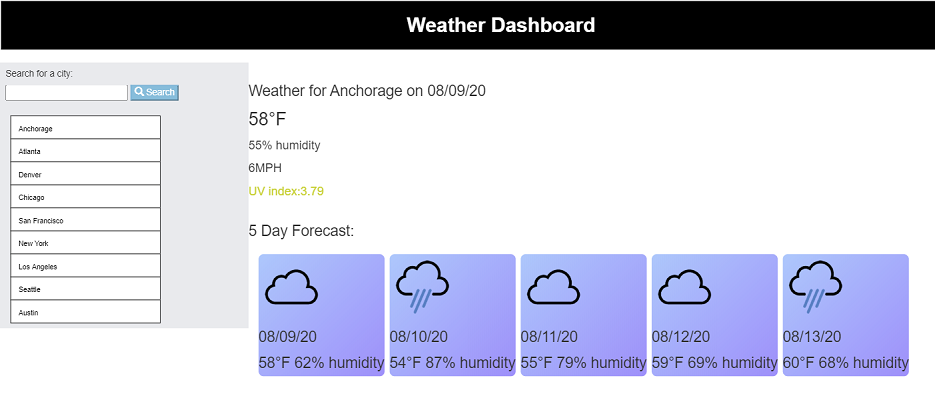 Weather Dashboard
Search for a city:
Search
Anchorage
Atlanta
Denver
Chicago
San Francisco
New York
Los Angeles
Seattle
Austin
Weather for Anchorage on 08/09/20
58°F
55% humidity
6MPH
UV index:3.79
5 Day Forecast:
08/09/20
58°F 62% humidity
08/10/20
54°F 87% humidity
08/11/20
55°F 79% humidity
08/12/20
59°F 69% humidity
08/13/20
60°F 68% humidity